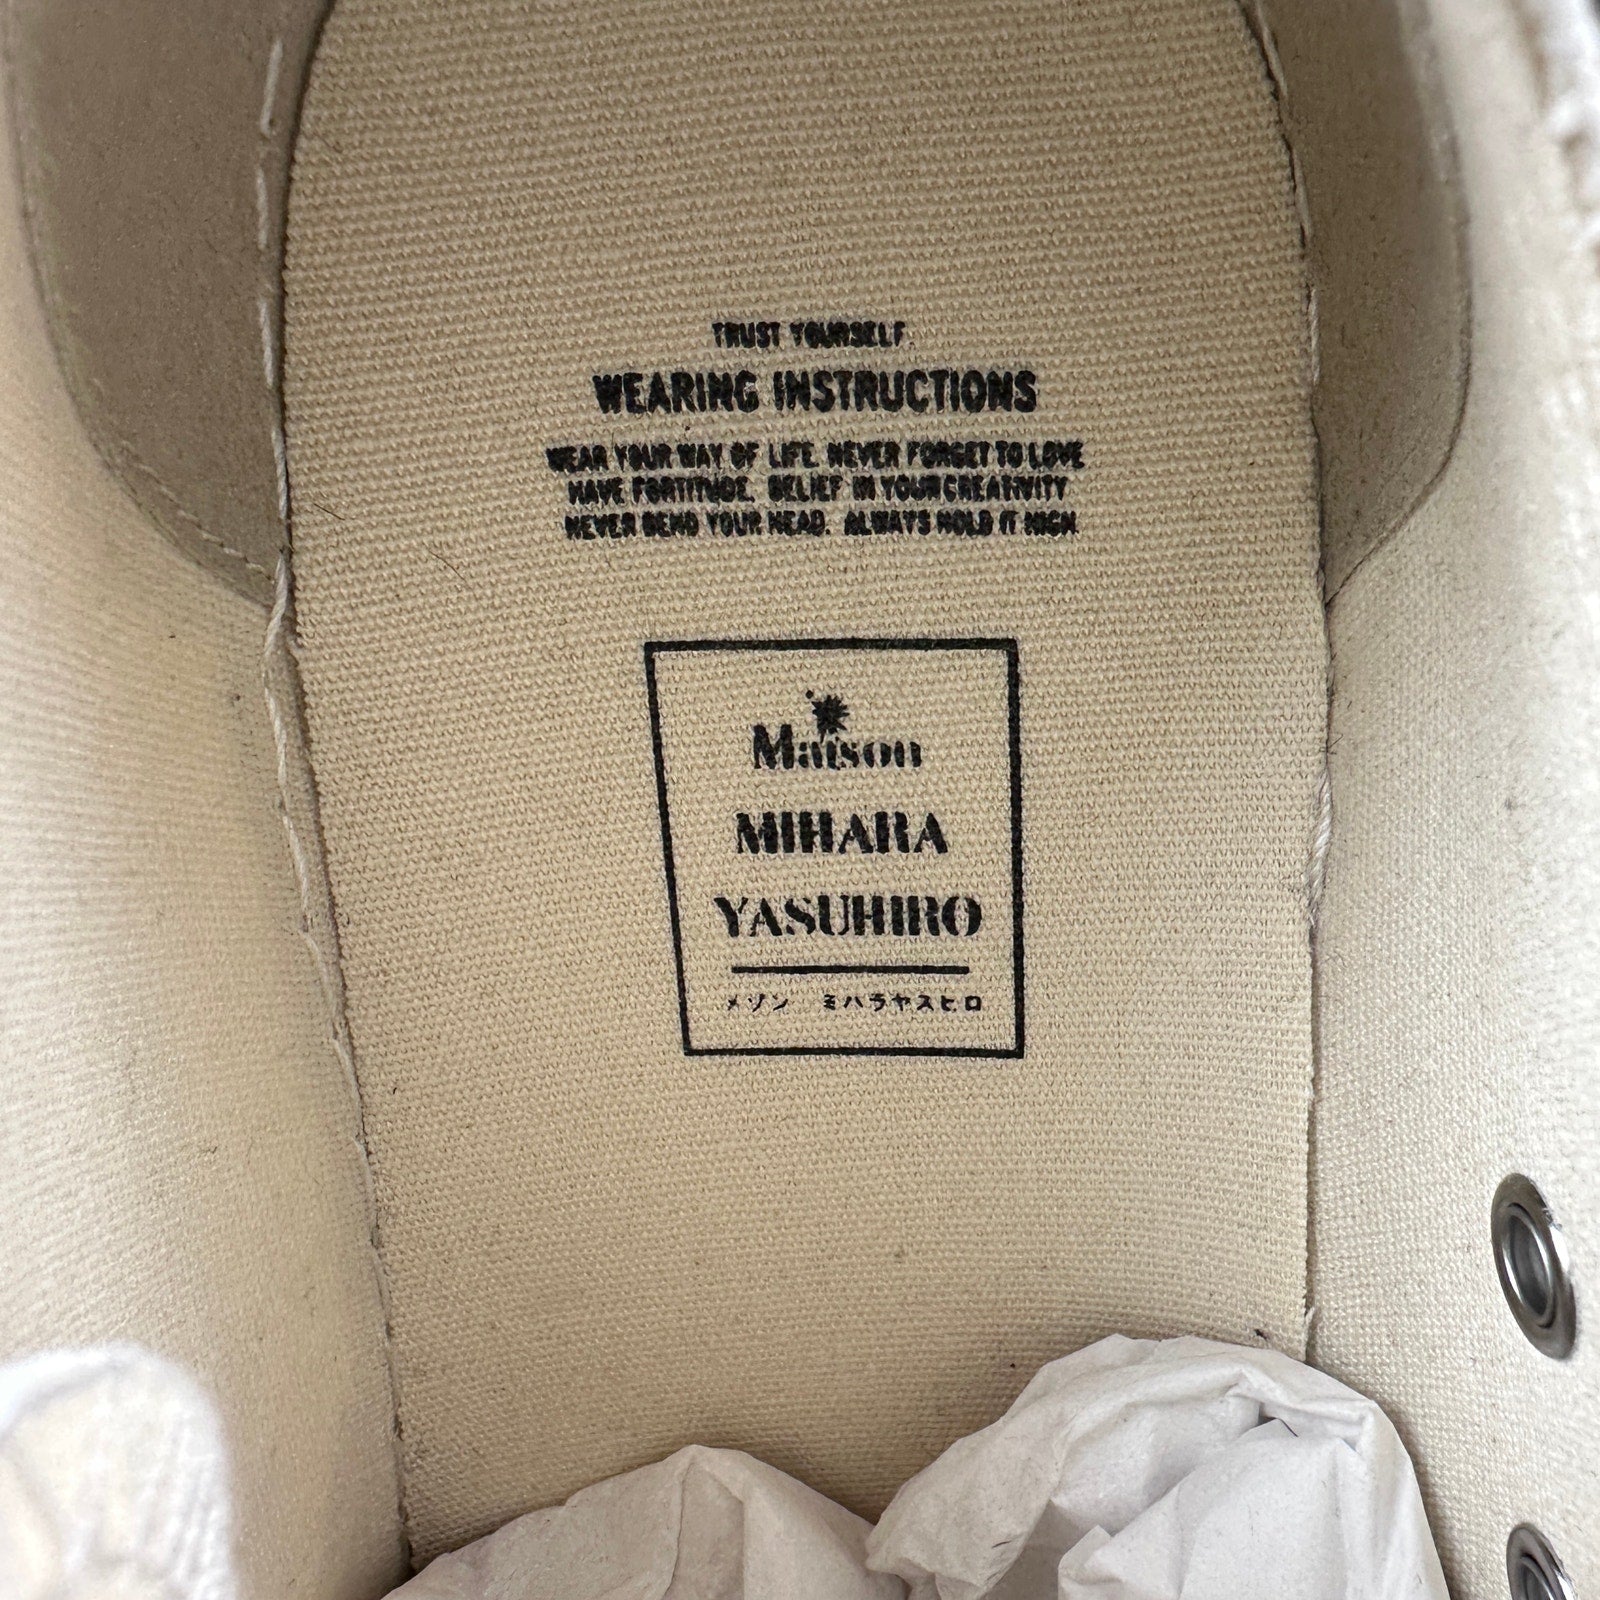 TRUST YOURSELF.
WEARING INSTRUCTIONS
WEAR YOUR WAY OF LIFE. NEVER FORGET TO LOVE
HAVE FORTITUDE. BELIEF IN YOUR CREATIVITY
NEVER BEND YOUR HEAD. ALWAYS HOLD IT HIGH.
Maison
MIHARA
YASUHIRO
メゾン ミハラヤスヒロ